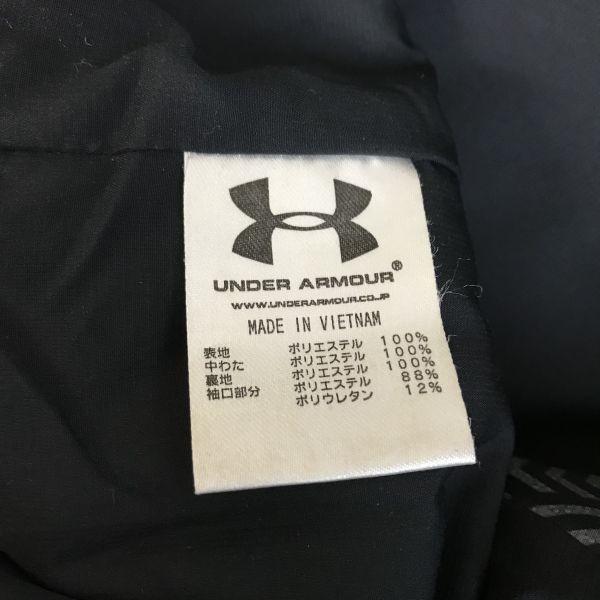 UNDER ARMOUR®
WWW.UNDERARMOUR.CO.JP
MADE IN VIETNAM
表地 ポリエステル 100%
中わた ポリエステル 100%
裏地 ポリエステル 100%
袖口部分 ポリエステル 88%
ポリウレタン 12%